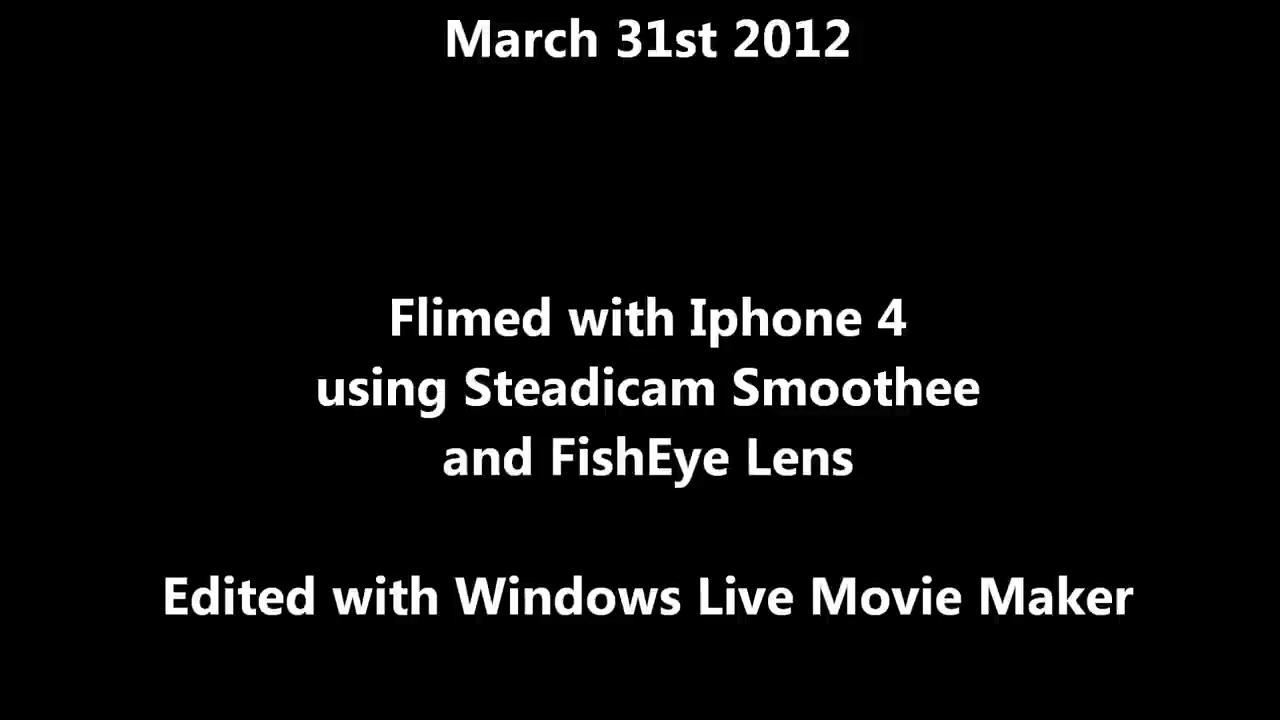 March 31st 2012
Flimed with Iphone 4
using Steadicam Smoothee
and FishEye Lens
Edited with Windows Live Movie Maker